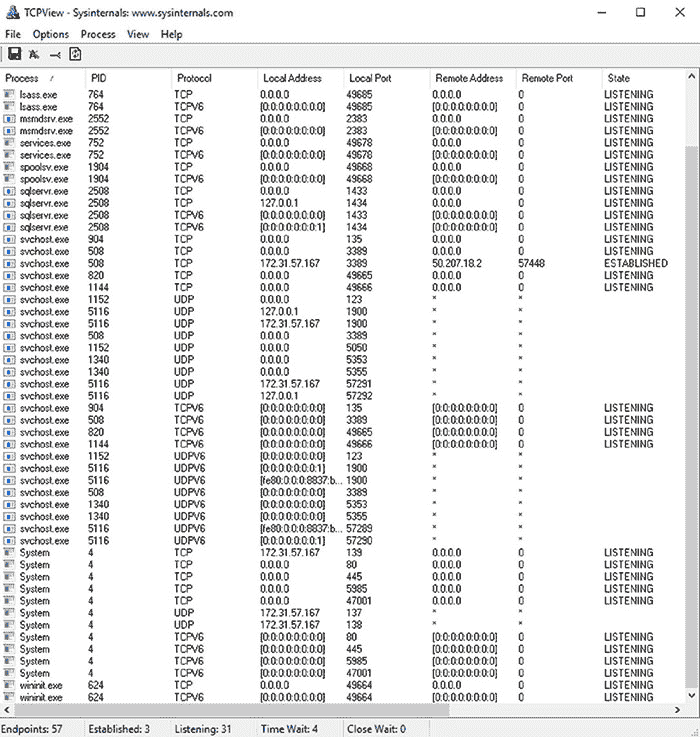 TCPView - Sysinternals: www.sysinternals.com
File Options Process View Help
Process / PID Protocol Local Address Local Port Remote Address Remote Port State
lsass.exe 764 TCP 0.0.0.0 49685 0.0.0.0 0 LISTENING
lsass.exe 764 TCPV6 [0:0:0:0:0:0:0:0] 49685 [0:0:0:0:0:0:0:0] 0 LISTENING
msmdsrv.exe 2552 TCP 0.0.0.0 2383 0.0.0.0 0 LISTENING
msmdsrv.exe 2552 TCPV6 [0:0:0:0:0:0:0:0] 2383 [0:0:0:0:0:0:0:0] 0 LISTENING
services.exe 752 TCP 0.0.0.0 49678 0.0.0.0 0 LISTENING
services.exe 752 TCPV6 [0:0:0:0:0:0:0:0] 49678 [0:0:0:0:0:0:0:0] 0 LISTENING
spoolsv.exe 1904 TCP 0.0.0.0 49668 0.0.0.0 0 LISTENING
spoolsv.exe 1904 TCPV6 [0:0:0:0:0:0:0:0] 49668 [0:0:0:0:0:0:0:0] 0 LISTENING
sqlservr.exe 2508 TCP 0.0.0.0 1433 0.0.0.0 0 LISTENING
sqlservr.exe 2508 TCP 127.0.0.1 1434 0.0.0.0 0 LISTENING
sqlservr.exe 2508 TCPV6 [0:0:0:0:0:0:0:0] 1433 [0:0:0:0:0:0:0:0] 0 LISTENING
sqlservr.exe 2508 TCPV6 [0:0:0:0:0:0:0:1] 1434 [0:0:0:0:0:0:0:0] 0 LISTENING
svchost.exe 904 TCP 0.0.0.0 135 0.0.0.0 0 LISTENING
svchost.exe 508 TCP 0.0.0.0 3389 0.0.0.0 0 LISTENING
svchost.exe 508 TCP 172.31.57.167 3389 50.207.18.2 57448 ESTABLISHED
svchost.exe 820 TCP 0.0.0.0 49665 0.0.0.0 0 LISTENING
svchost.exe 1144 TCP 0.0.0.0 49666 0.0.0.0 0 LISTENING
svchost.exe 1152 UDP 0.0.0.0 123 * *
svchost.exe 5116 UDP 127.0.0.1 1900 * *
svchost.exe 5116 UDP 172.31.57.167 1900 * *
svchost.exe 508 UDP 0.0.0.0 3389 * *
svchost.exe 1152 UDP 0.0.0.0 5050 * *
svchost.exe 1340 UDP 0.0.0.0 5353 * *
svchost.exe 1340 UDP 0.0.0.0 5355 * *
svchost.exe 5116 UDP 172.31.57.167 57291 * *
svchost.exe 5116 UDP 127.0.0.1 57292 * *
svchost.exe 904 TCPV6 [0:0:0:0:0:0:0:0] 135 [0:0:0:0:0:0:0:0] 0 LISTENING
svchost.exe 508 TCPV6 [0:0:0:0:0:0:0:0] 3389 [0:0:0:0:0:0:0:0] 0 LISTENING
svchost.exe 820 TCPV6 [0:0:0:0:0:0:0:0] 49665 [0:0:0:0:0:0:0:0] 0 LISTENING
svchost.exe 1144 TCPV6 [0:0:0:0:0:0:0:0] 49666 [0:0:0:0:0:0:0:0] 0 LISTENING
svchost.exe 1152 UDPV6 [0:0:0:0:0:0:0:0] 123 * *
svchost.exe 5116 UDPV6 [0:0:0:0:0:0:0:1] 1900 * *
svchost.exe 5116 UDPV6 [fe80:0:0:0:8837:b... 1900 * *
svchost.exe 508 UDPV6 [0:0:0:0:0:0:0:0] 3389 * *
svchost.exe 1340 UDPV6 [0:0:0:0:0:0:0:0] 5353 * *
svchost.exe 1340 UDPV6 [0:0:0:0:0:0:0:0] 5355 * *
svchost.exe 5116 UDPV6 [fe80:0:0:0:8837:b... 57289 * *
svchost.exe 5116 UDPV6 [0:0:0:0:0:0:0:1] 57290 * *
System 4 TCP 172.31.57.167 139 0.0.0.0 0 LISTENING
System 4 TCP 0.0.0.0 80 0.0.0.0 0 LISTENING
System 4 TCP 0.0.0.0 445 0.0.0.0 0 LISTENING
System 4 TCP 0.0.0.0 5985 0.0.0.0 0 LISTENING
System 4 TCP 0.0.0.0 47001 0.0.0.0 0 LISTENING
System 4 UDP 172.31.57.167 137 * *
System 4 UDP 172.31.57.167 138 * *
System 4 TCPV6 [0:0:0:0:0:0:0:0] 80 [0:0:0:0:0:0:0:0] 0 LISTENING
System 4 TCPV6 [0:0:0:0:0:0:0:0] 445 [0:0:0:0:0:0:0:0] 0 LISTENING
System 4 TCPV6 [0:0:0:0:0:0:0:0] 5985 [0:0:0:0:0:0:0:0] 0 LISTENING
System 4 TCPV6 [0:0:0:0:0:0:0:0] 47001 [0:0:0:0:0:0:0:0] 0 LISTENING
wininit.exe 624 TCP 0.0.0.0 49664 0.0.0.0 0 LISTENING
wininit.exe 624 TCPV6 [0:0:0:0:0:0:0:0] 49664 [0:0:0:0:0:0:0:0] 0 LISTENING
Endpoints: 57 Established: 3 Listening: 31 Time Wait: 4 Close Wait: 0